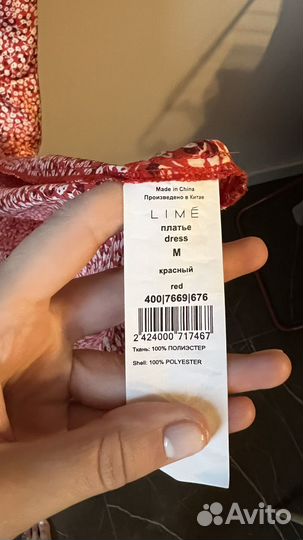 Made in China
Произведено в Китае
LIMÉ
платье
dress
M
красный
red
400|7669|676
2 424000 717467
Ткань: 100% ПОЛИЭСТЕР
Shell: 100% POLYESTER
Avito